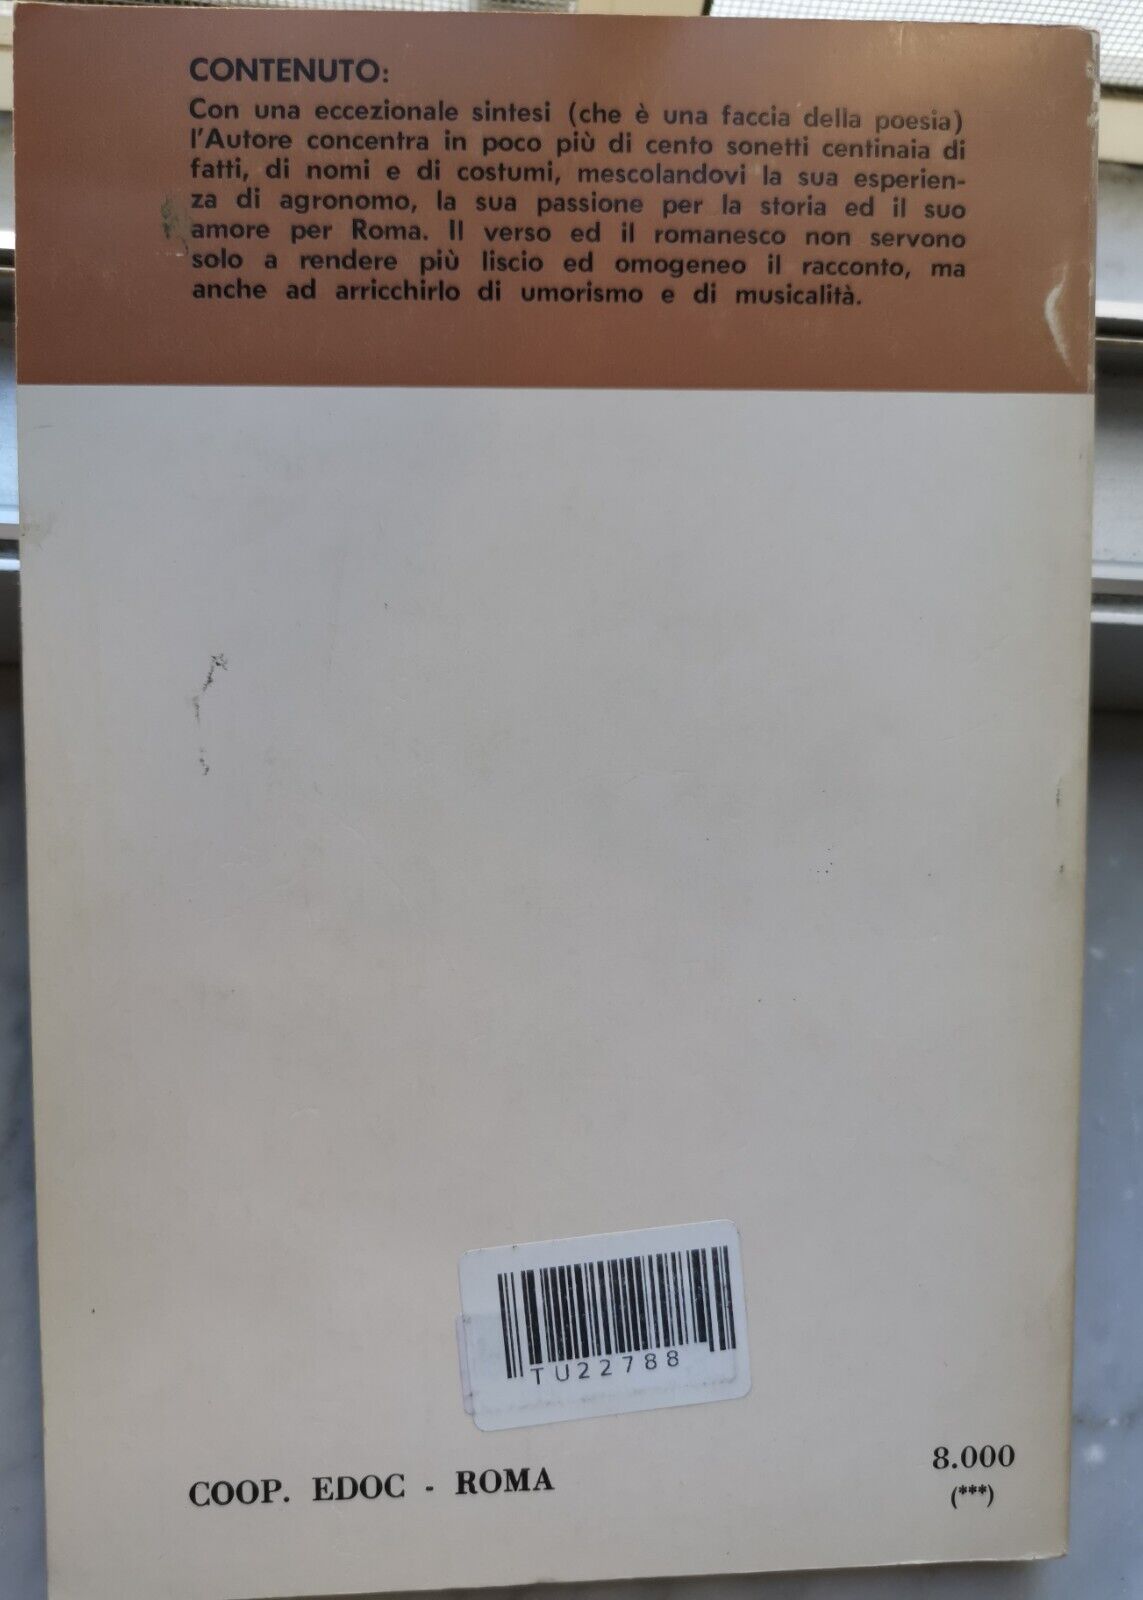 CONTENUTO:
Con una eccezionale sintesi (che è una faccia della poesia)
l'Autore concentra in poco più di cento sonetti centinaia di
fatti, di nomi e di costumi, mescolandovi la sua esperien-
za di agronomo, la sua passione per la storia ed il suo
amore per Roma. Il verso ed il romanesco non servono
solo a rendere più liscio ed omogeneo il racconto, ma
anche ad arricchirlo di umorismo e di musicalità.
TU22788
COOP. EDOC - ROMA
8.000
(***)